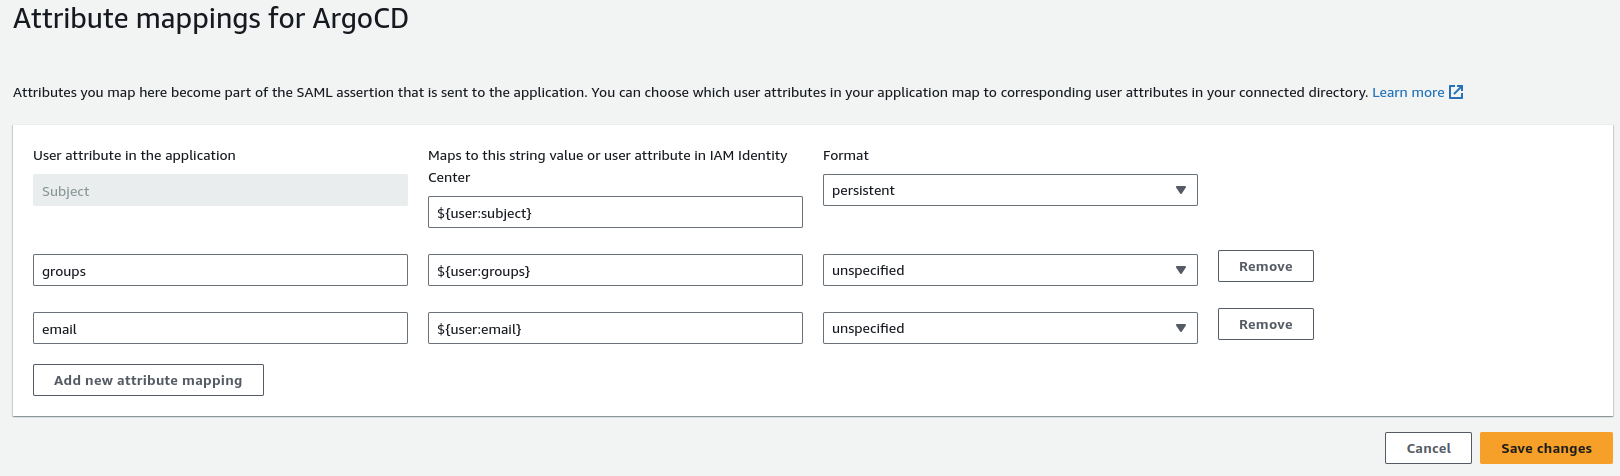 Attribute mappings for ArgoCD
Attributes you map here become part of the SAML assertion that is sent to the application. You can choose which user attributes in your application map to corresponding user attributes in your connected directory. Learn more
User attribute in the application
Maps to this string value or user attribute in IAM Identity
Center
Format
Subject
${user:subject}
persistent
groups
${user:groups}
unspecified
Remove
email
${user:email}
unspecified
Remove
Add new attribute mapping
Cancel
Save changes